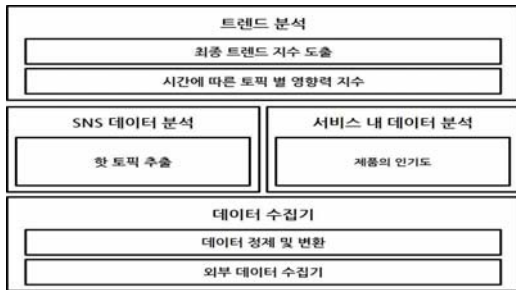 트렌드 분석
최종 트렌드 지수 도출
시간에 따른 토픽 별 영향력 지수
SNS 데이터 분석
핫 토픽 추출
서비스 내 데이터 분석
제품의 인기도
데이터 수집기
데이터 정제 및 변환
외부 데이터 수집기